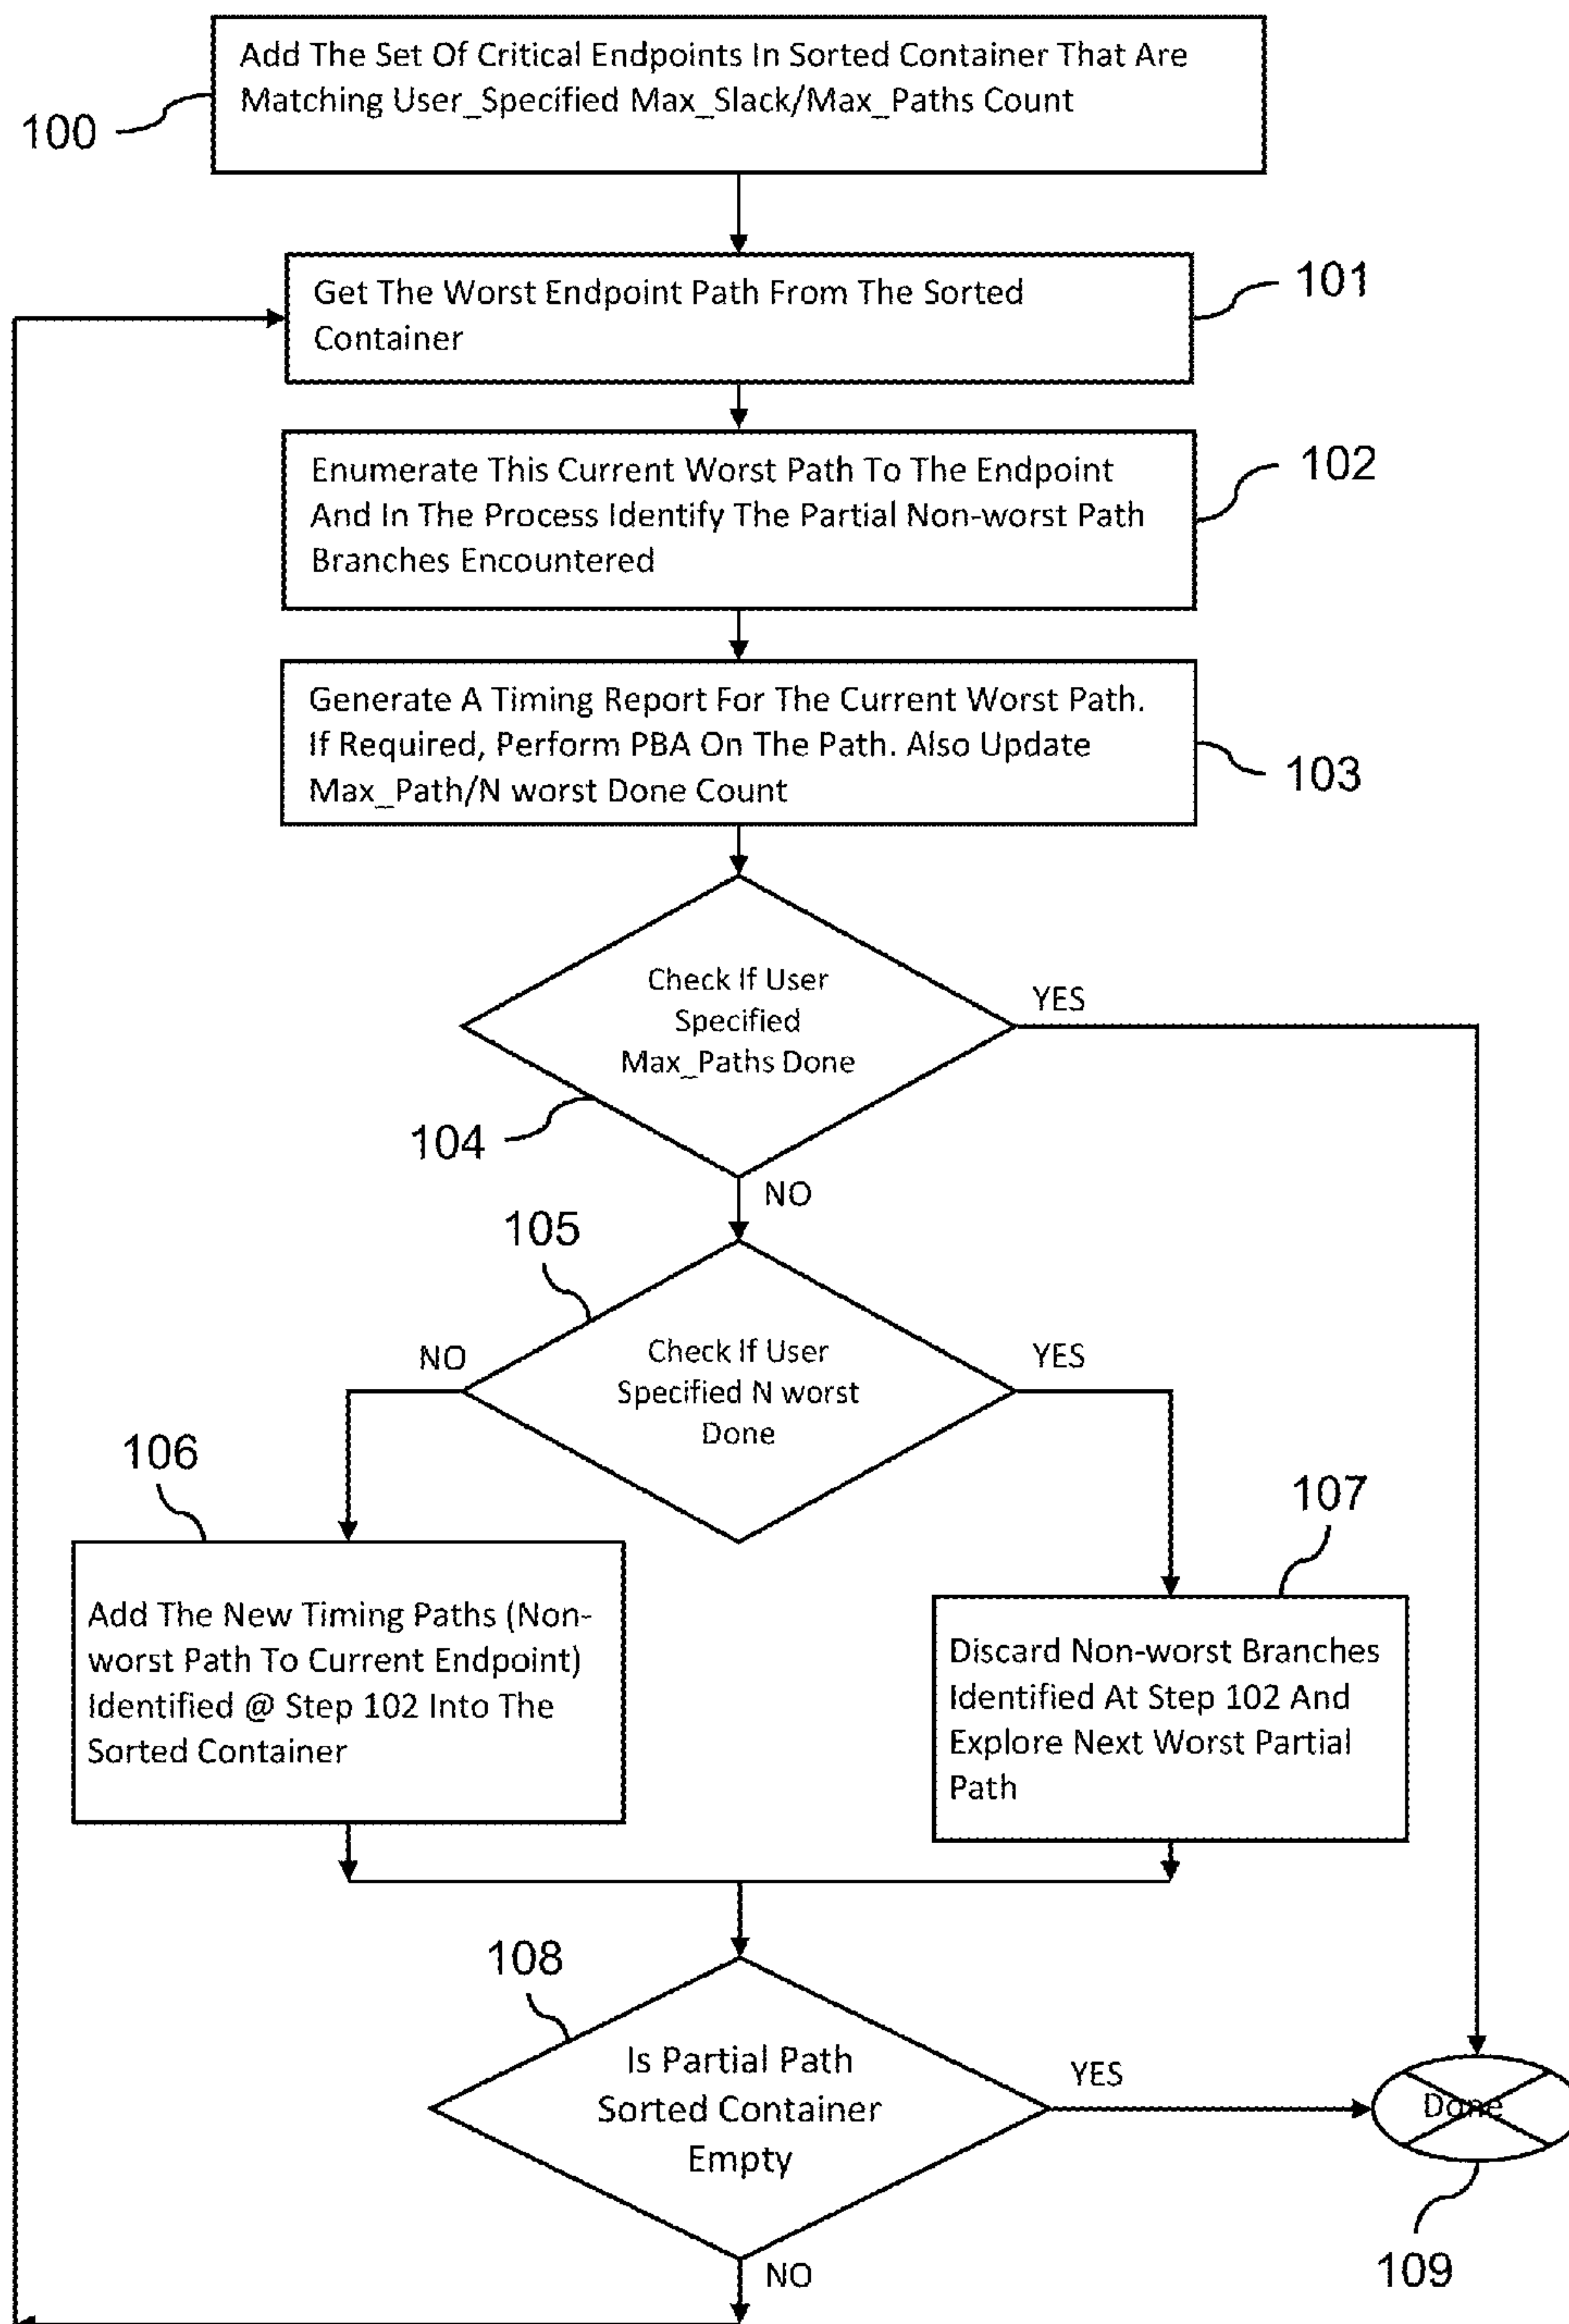 Add The Set Of Critical Endpoints In Sorted Container That Are
Matching User_Specified Max_Slack/Max_Paths Count
100
Get The Worst Endpoint Path From The Sorted
Container
101
Enumerate This Current Worst Path To The Endpoint
And In The Process Identify The Partial Non-worst Path
Branches Encountered
102
Generate A Timing Report For The Current Worst Path.
If Required, Perform PBA On The Path. Also Update
Max_Path/N worst Done Count
103
Check If User
Specified
Max_Paths Done
YES
104
NO
105
Check If User
Specified N worst
Done
NO
YES
106
107
Add The New Timing Paths (Non-
worst Path To Current Endpoint)
Identified @ Step 102 Into The
Sorted Container
Discard Non-worst Branches
Identified At Step 102 And
Explore Next Worst Partial
Path
108
Is Partial Path
Sorted Container
Empty
YES
Done
NO
109